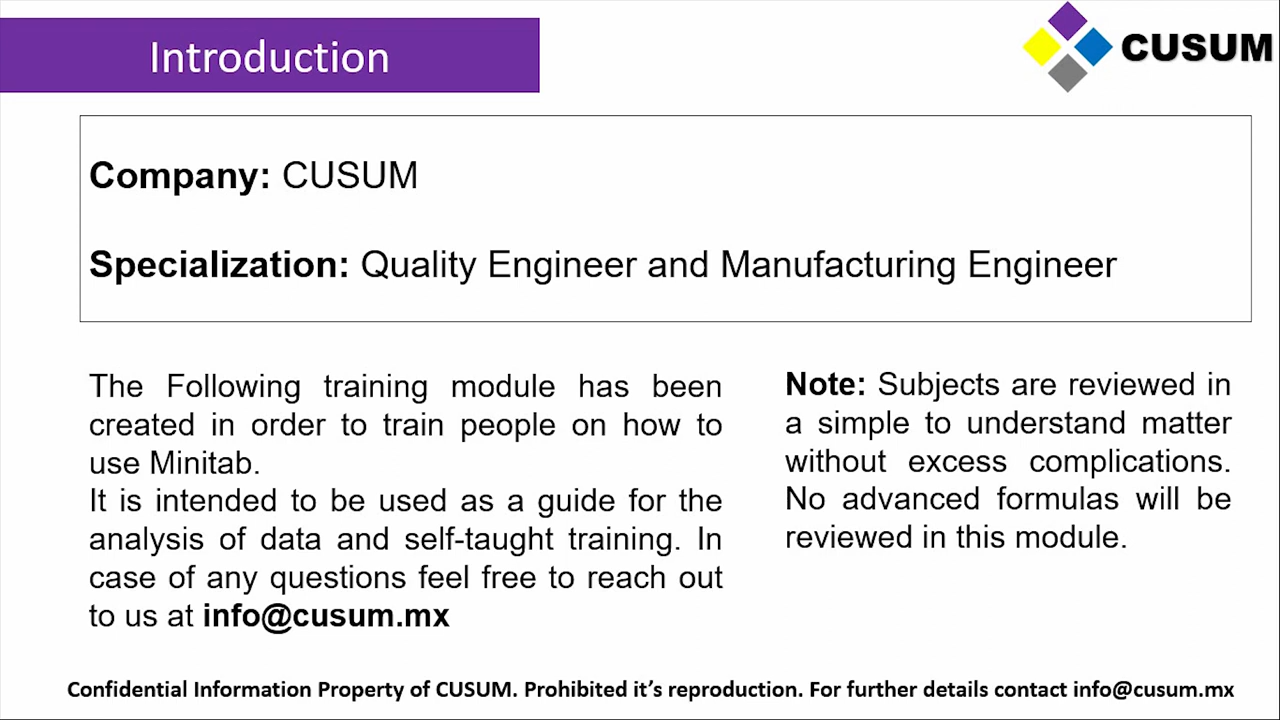 Introduction
CUSUM
Company: CUSUM
Specialization: Quality Engineer and Manufacturing Engineer
The Following training module has been
created in order to train people on how to
use Minitab.
It is intended to be used as a guide for the
analysis of data and self-taught training. In
case of any questions feel free to reach out
to us at info@cusum.mx
Note: Subjects are reviewed in
a simple to understand matter
without excess complications.
No advanced formulas will be
reviewed in this module.
Confidential Information Property of CUSUM. Prohibited it's reproduction. For further details contact info@cusum.mx